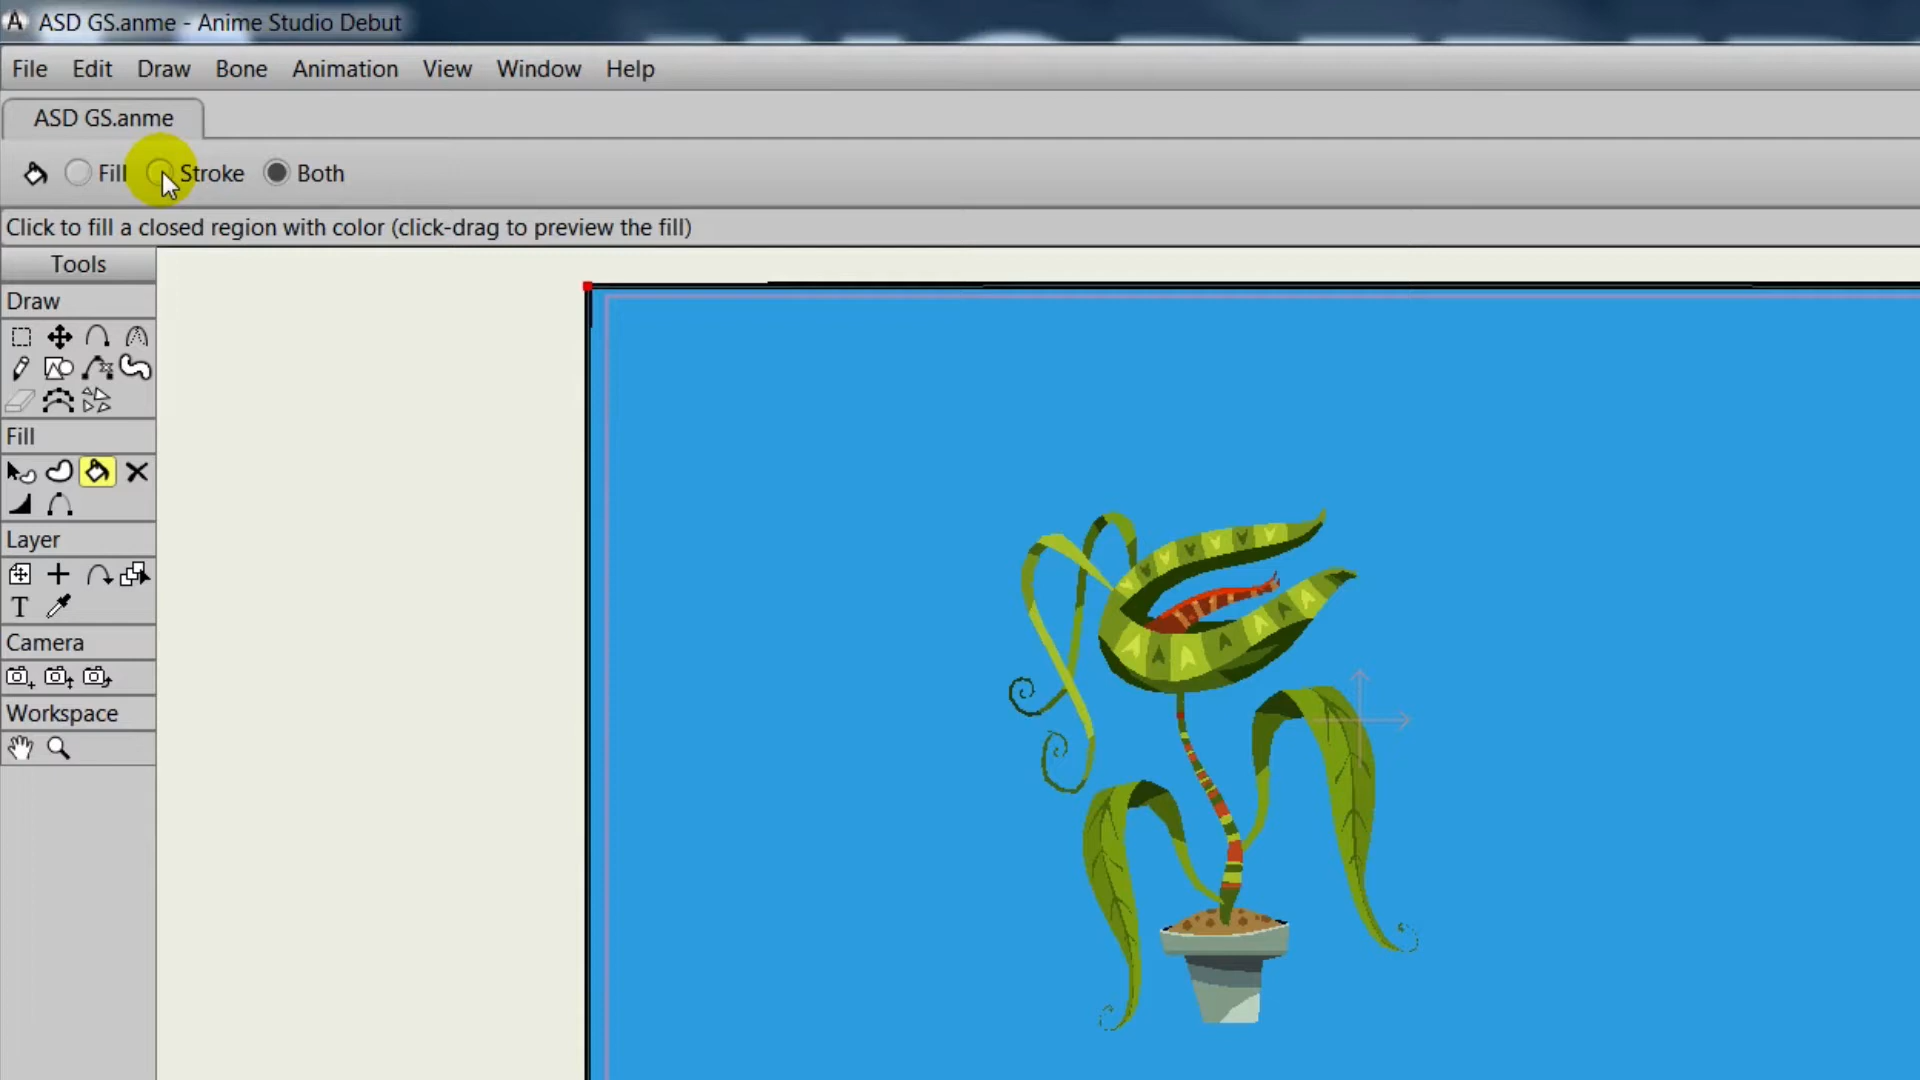 ASD GS.anme - Anime Studio Debut
File Edit Draw Bone Animation View Window Help
ASD GS.anme
Fill Stroke Both
Click to fill a closed region with color (click-drag to preview the fill)
Tools
Draw
Fill
Layer
T
Camera
Workspace